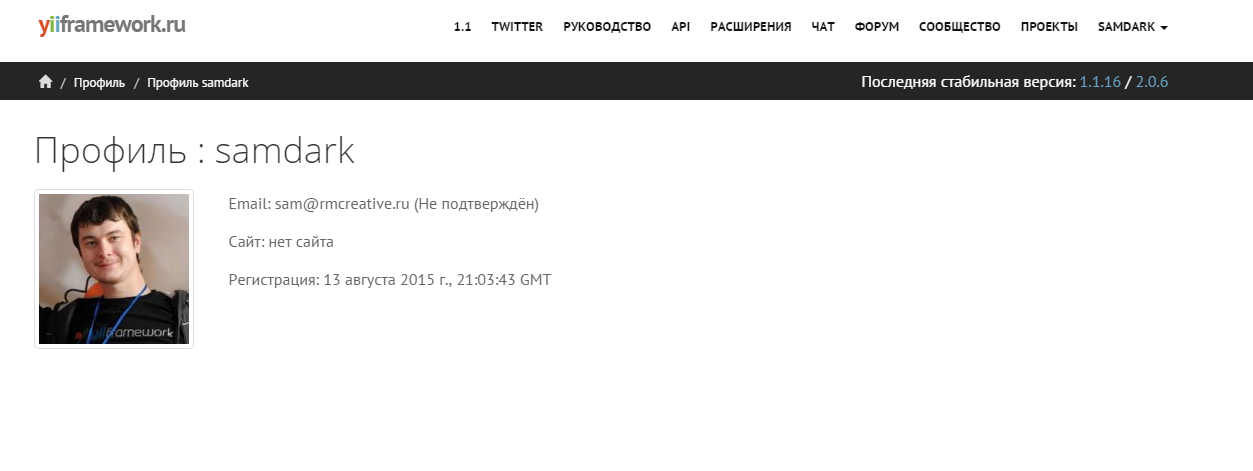 yiiframework.ru
1.1 TWITTER РУКОВОДСТВО API РАСШИРЕНИЯ ЧАТ ФОРУМ СООБЩЕСТВО ПРОЕКТЫ SAMDARK
/ Профиль / Профиль samdark
Последняя стабильная версия: 1.1.16 / 2.0.6
Профиль : samdark
Email: sam@rmcreative.ru (Не подтверждён)
Сайт: нет сайта
Регистрация: 13 августа 2015 г., 21:03:43 GMT
yiiframework